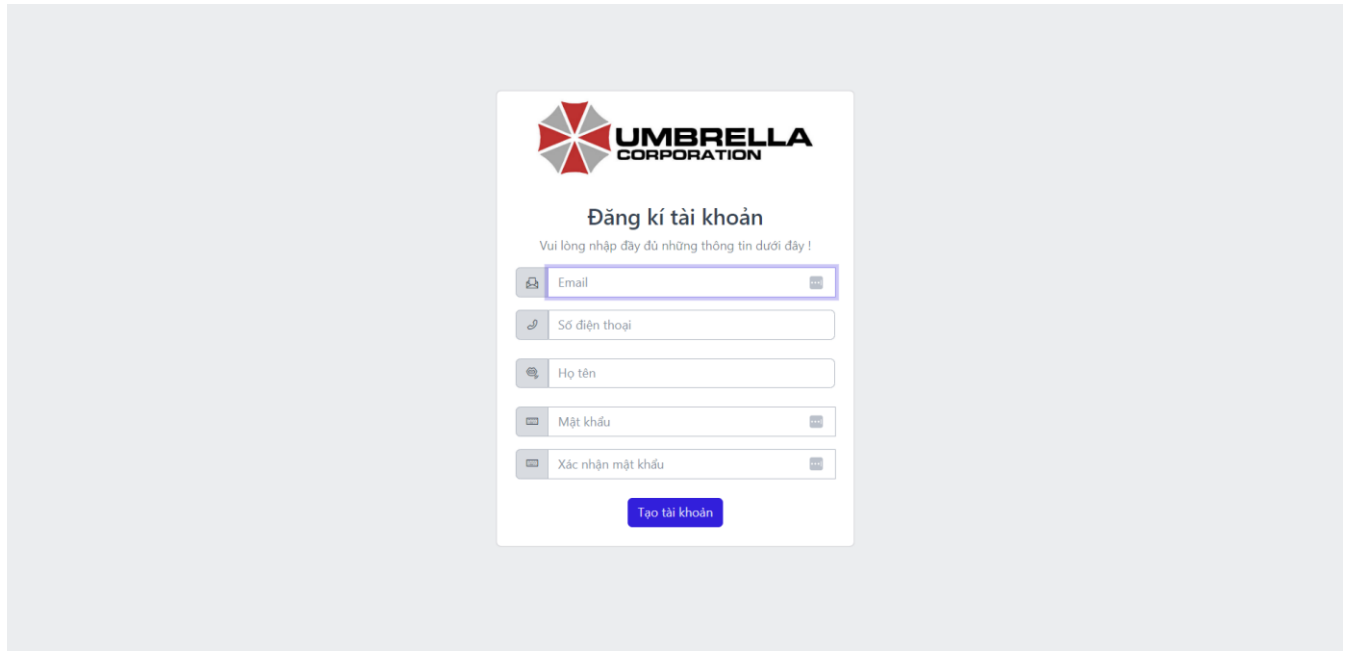 UMBRELLA
CORPORATION
Đăng kí tài khoản
Vui lòng nhập đầy đủ những thông tin dưới đây !
Email
Số điện thoại
Họ tên
Mật khẩu
Xác nhận mật khẩu
Tạo tài khoản